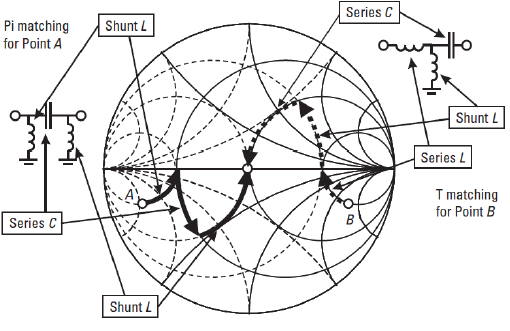 Pi matching
for Point A
Shunt L
Series C
Shunt L
Series L
T matching
for Point B
A
B
Series C
Shunt L